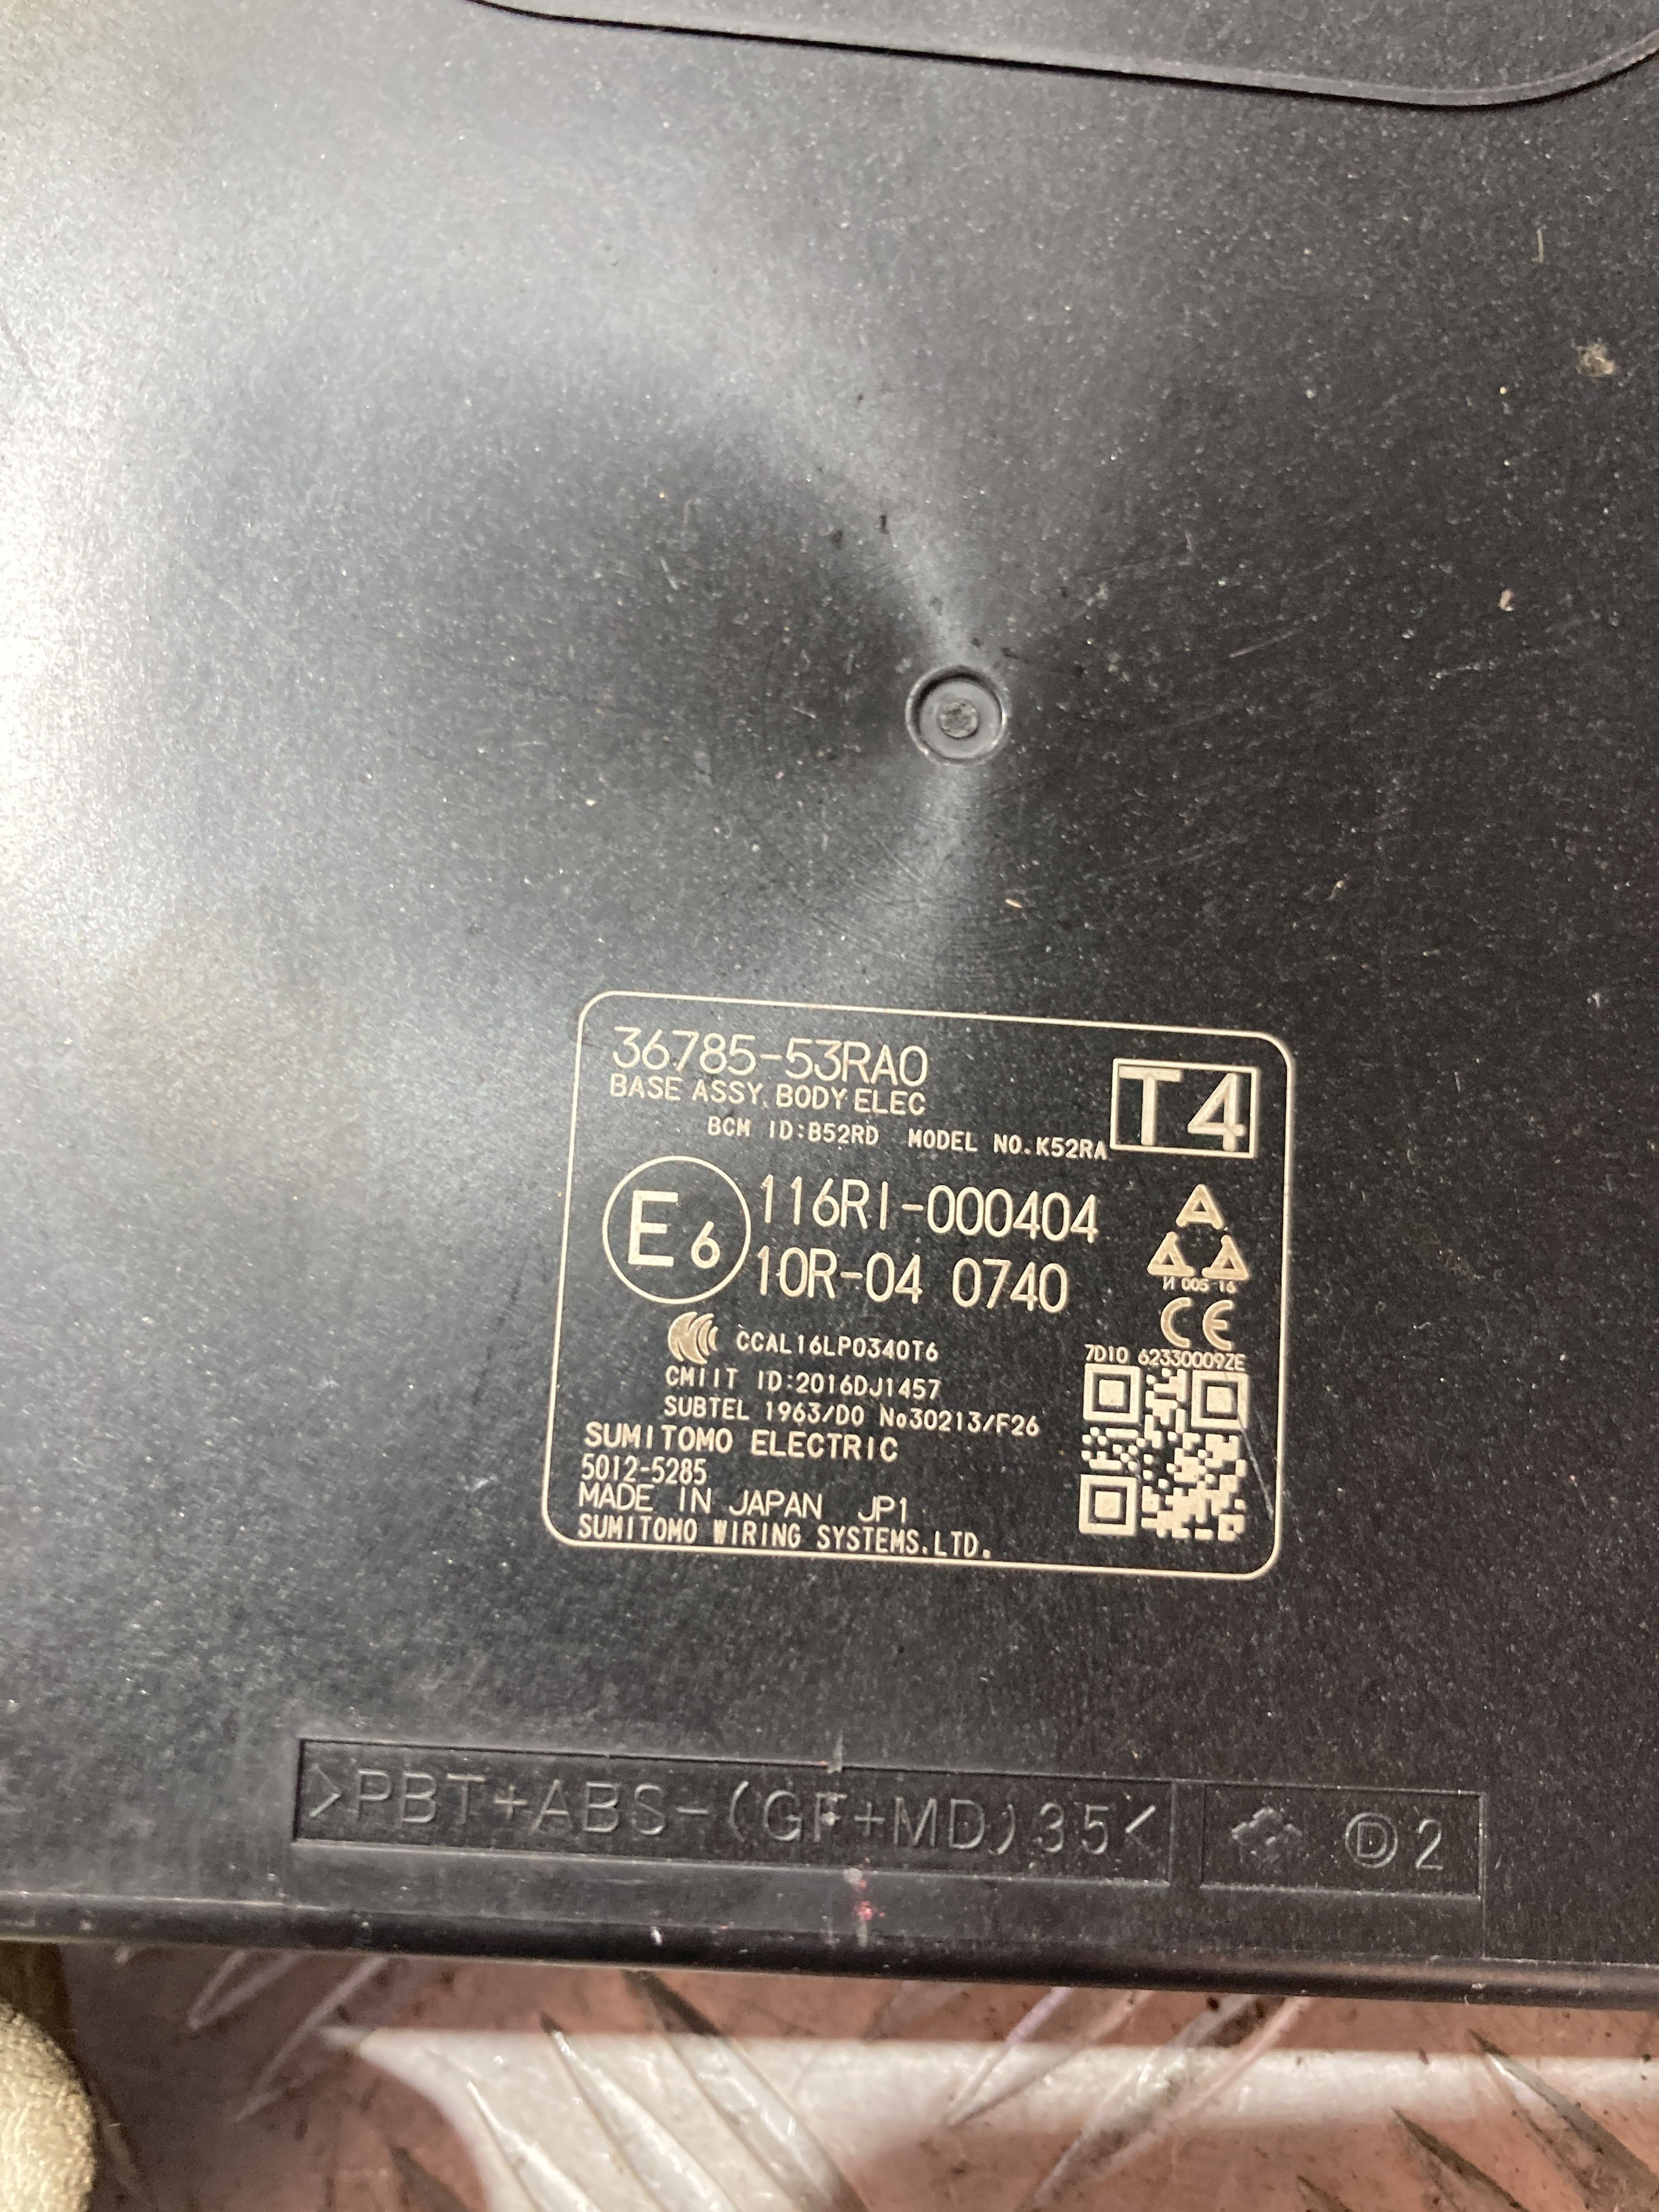 36785-53RA0
BASE ASSY, BODY ELEC
T4
BCM ID:B52RD MODEL NO.K52RA
E6
116RI-000404
10R-04 0740
И 005 16
CE
CCAL16LP0340T6
7D10 62330009ZE
CMIIT ID:2016DJ1457
SUBTEL 1963/DO No30213/F26
SUMITOMO ELECTRIC
5012-5285
MADE IN JAPAN JP1
SUMITOMO WIRING SYSTEMS.LTD.
>PBT+ABS-(GF+MD)35< Ⓓ2